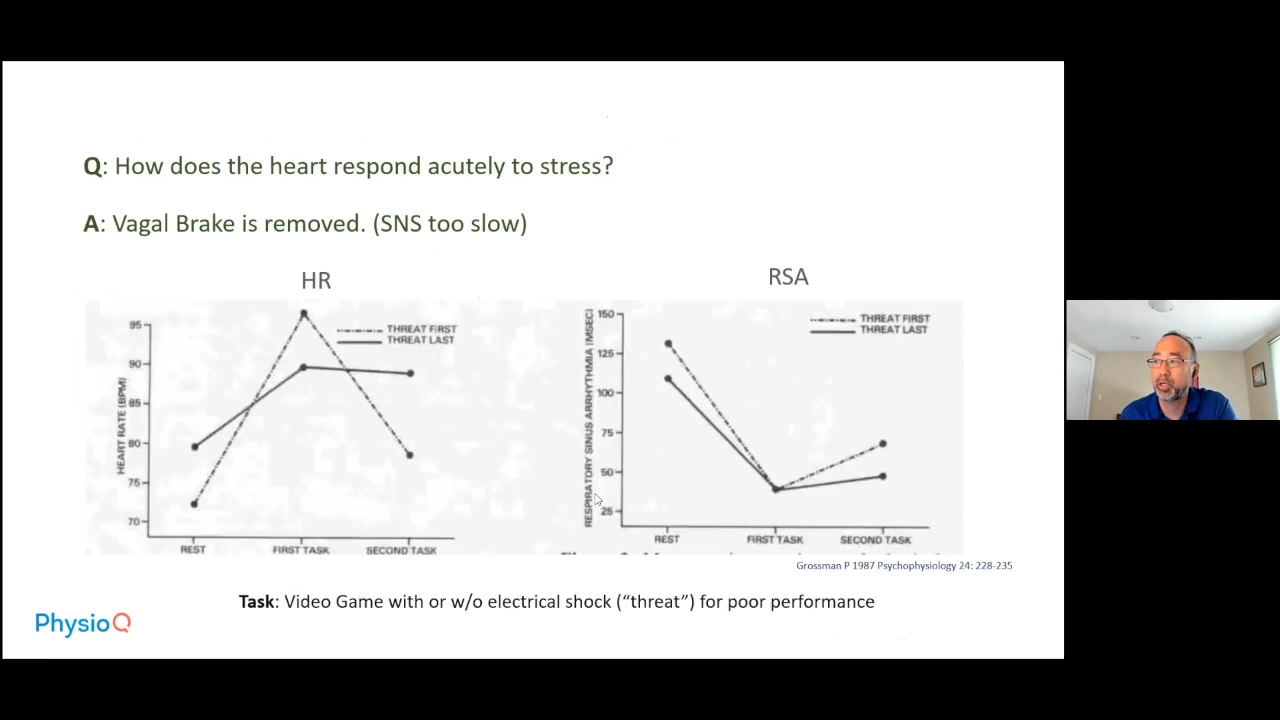 Q: How does the heart respond acutely to stress?
A: Vagal Brake is removed. (SNS too slow)
HR
95
90
85
80
75
70
HEART RATE (BPM)
THREAT FIRST
THREAT LAST
REST
FIRST TASK
SECOND TASK
RSA
150
125
100
75
50
25
RESPIRATORY SINUS ARRHYTHMIA (MSEC)
THREAT FIRST
THREAT LAST
REST
FIRST TASK
SECOND TASK
Grossman P 1987 Psychophysiology 24: 228-235
Task: Video Game with or w/o electrical shock (“threat”) for poor performance
PhysioQ